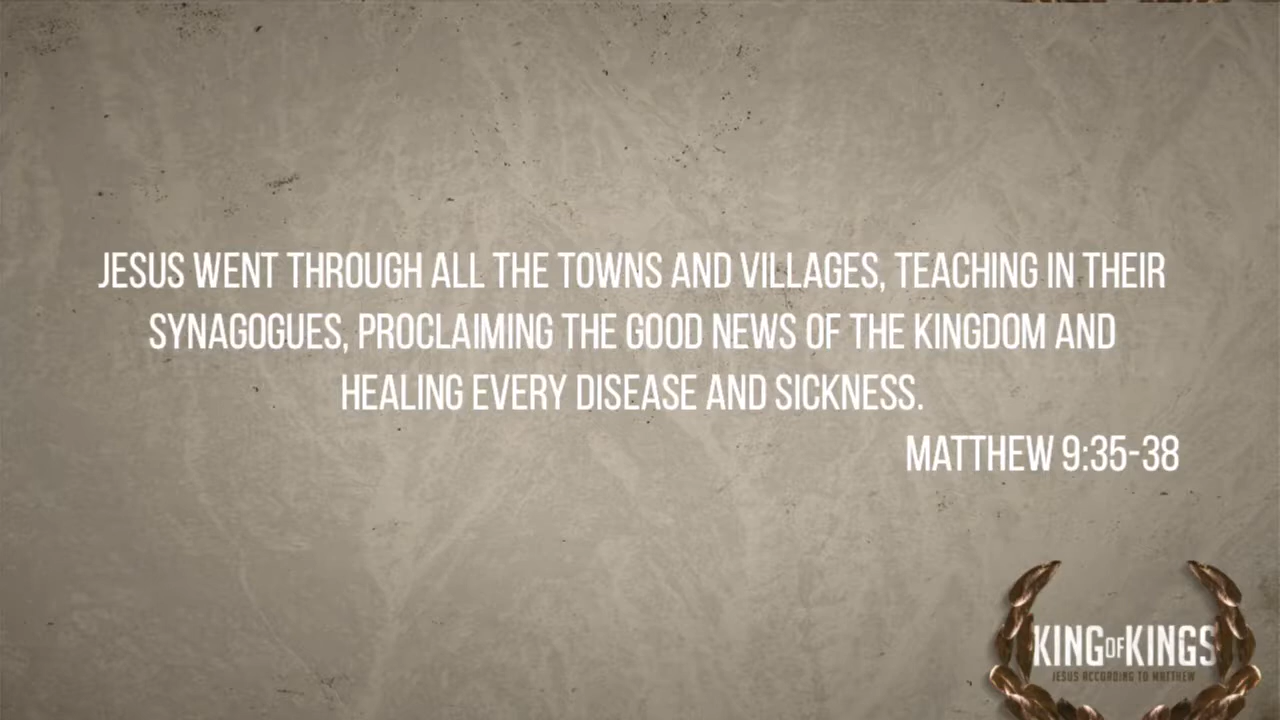 JESUS WENT THROUGH ALL THE TOWNS AND VILLAGES, TEACHING IN THEIR
SYNAGOGUES, PROCLAIMING THE GOOD NEWS OF THE KINGDOM AND
HEALING EVERY DISEASE AND SICKNESS.
MATTHEW 9:35-38
KING OF KINGS
JESUS ACCORDING TO MATTHEW